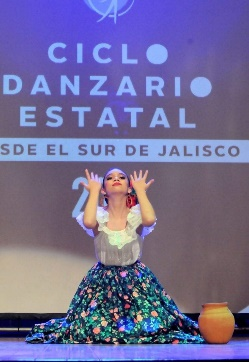 CICLO
DANZARIO
ESTATAL
SDE EL SUR DE JALISCO
2